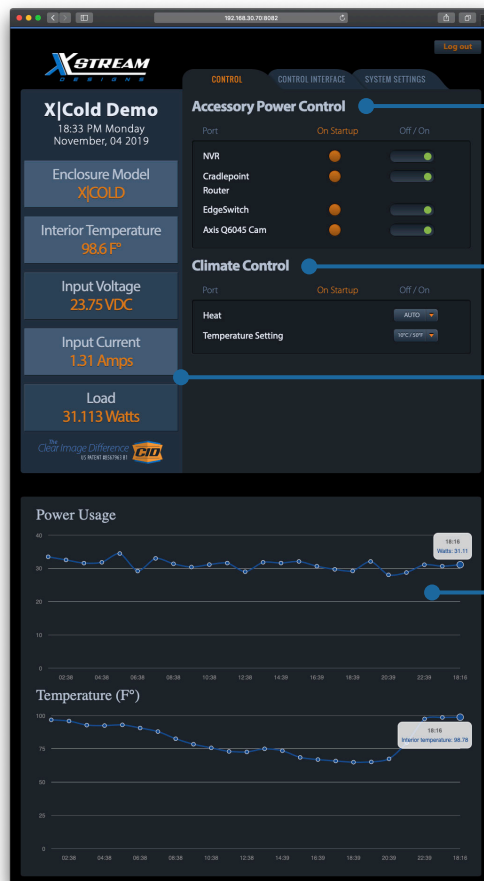 192.168.30.70:8082
Log out
XSTREAM
DESIGNS
CONTROL CONTROL INTERFACE SYSTEM SETTINGS
X|Cold Demo
18:33 PM Monday
November, 04 2019
Enclosure Model
X|COLD
Interior Temperature
98.6 F°
Input Voltage
23.75 VDC
Input Current
1.31 Amps
Load
31.113 Watts
The
Clear Image Difference CID
US PATENT #8567963 B1
Accessory Power Control
Port On Startup Off / On
NVR
Cradlepoint
Router
EdgeSwitch
Axis Q6045 Cam
Climate Control
Port On Startup Off / On
Heat AUTO
Temperature Setting 10°C / 50°F
Power Usage
40
18:16
Watts: 31.11
30
20
10
0
02:38 04:38 06:38 08:38 10:38 12:38 14:39 16:39 18:39 20:39 22:39 18:16
Temperature (F°)
100
18:16
Interior temperature: 98.78
75
50
25
0
02:38 04:38 06:38 08:38 10:38 12:38 14:39 16:39 18:39 20:39 22:39 18:16